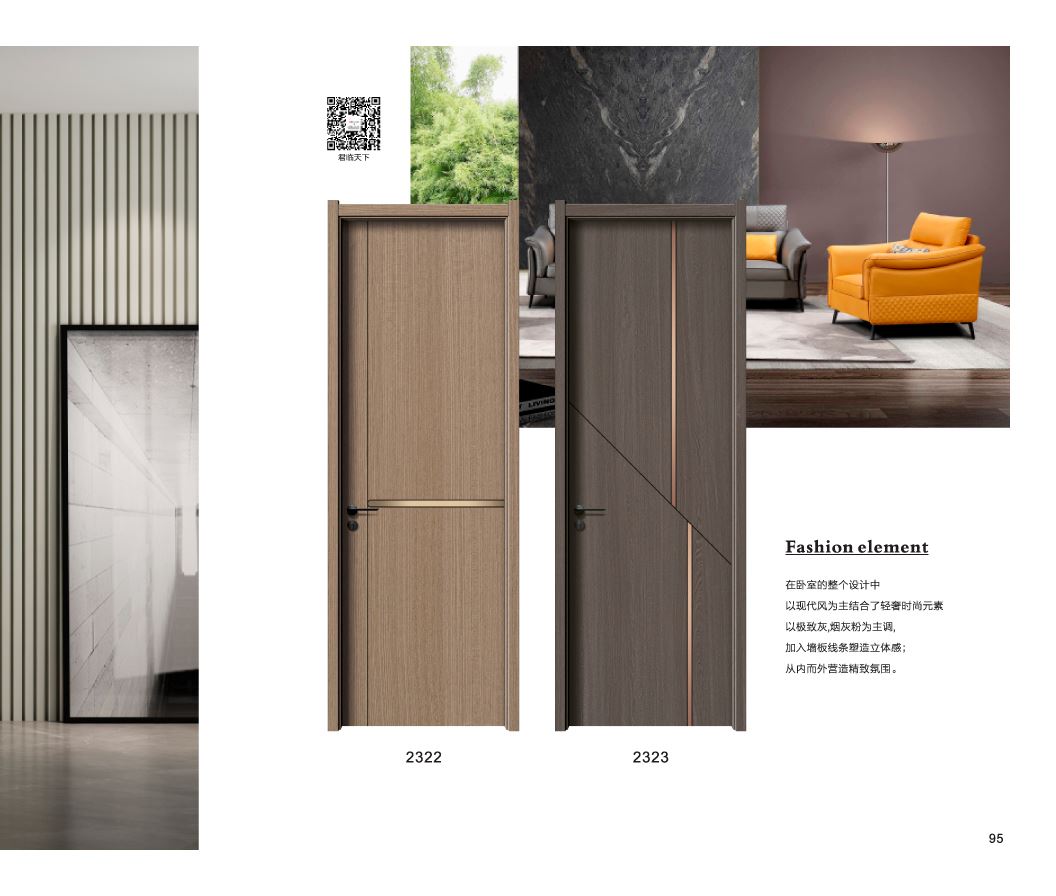 君临天下
LIVING
2322
2323
Fashion element
在卧室的整个设计中
以现代风为主结合了轻奢时尚元素
以极致灰,烟灰粉为主调,
加入墙板线条塑造立体感；
从内而外营造精致氛围。
95